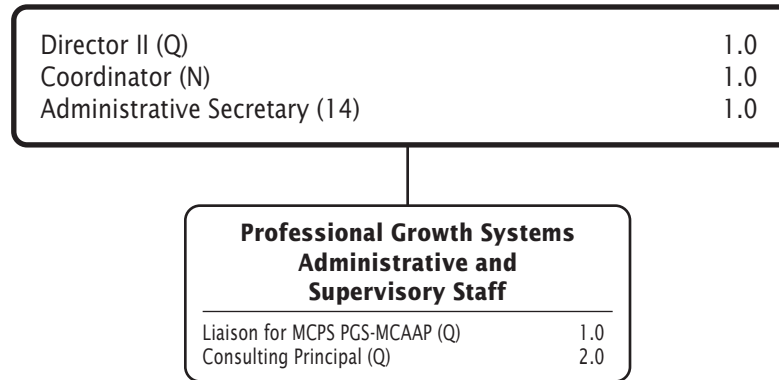 Director II (Q) 1.0
Coordinator (N) 1.0
Administrative Secretary (14) 1.0
Professional Growth Systems
Administrative and
Supervisory Staff
Liaison for MCPS PGS-MCAAP (Q) 1.0
Consulting Principal (Q) 2.0